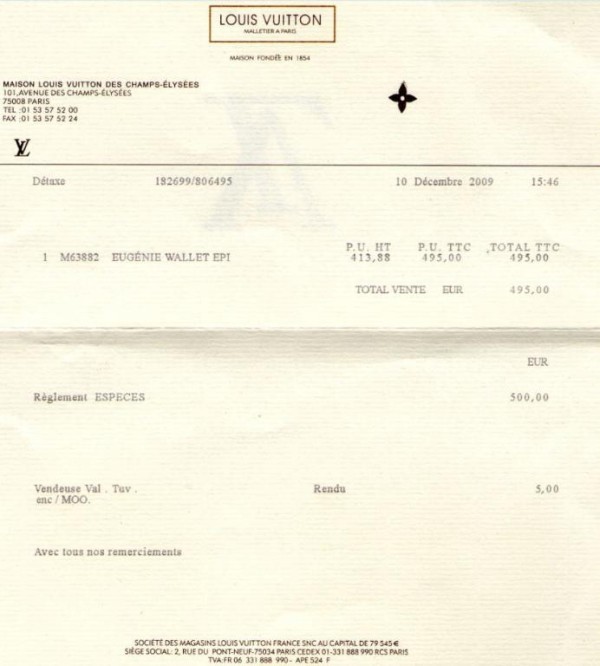 LOUIS VUITTON
MALLETIER A PARIS
MAISON FONDÉE EN 1854
MAISON LOUIS VUITTON DES CHAMPS-ÉLYSÉES
101, AVENUE DES CHAMPS-ÉLYSÉES
75008 PARIS
TEL :01 53 57 52 00
FAX :01 53 57 52 24
LV
Détaxe 182699/806495 10 Décembre 2009 15:46
P.U. HT P.U. TTC TOTAL TTC
1 M63882 EUGÉNIE WALLET EPI 413,88 495,00 495,00
TOTAL VENTE EUR 495,00
EUR
Règlement ESPECES 500,00
Vendeuse Val . Tuv . Rendu 5,00
enc / MOO.
Avec tous nos remerciements
SOCIÉTÉ DES MAGASINS LOUIS VUITTON FRANCE SNC AU CAPITAL DE 79 545 €
SIÈGE SOCIAL: 2, RUE DU PONT-NEUF-75034 PARIS CEDEX 01-331 888 990 RCS PARIS
TVA:FR 06 331 888 990 - APE 524 F